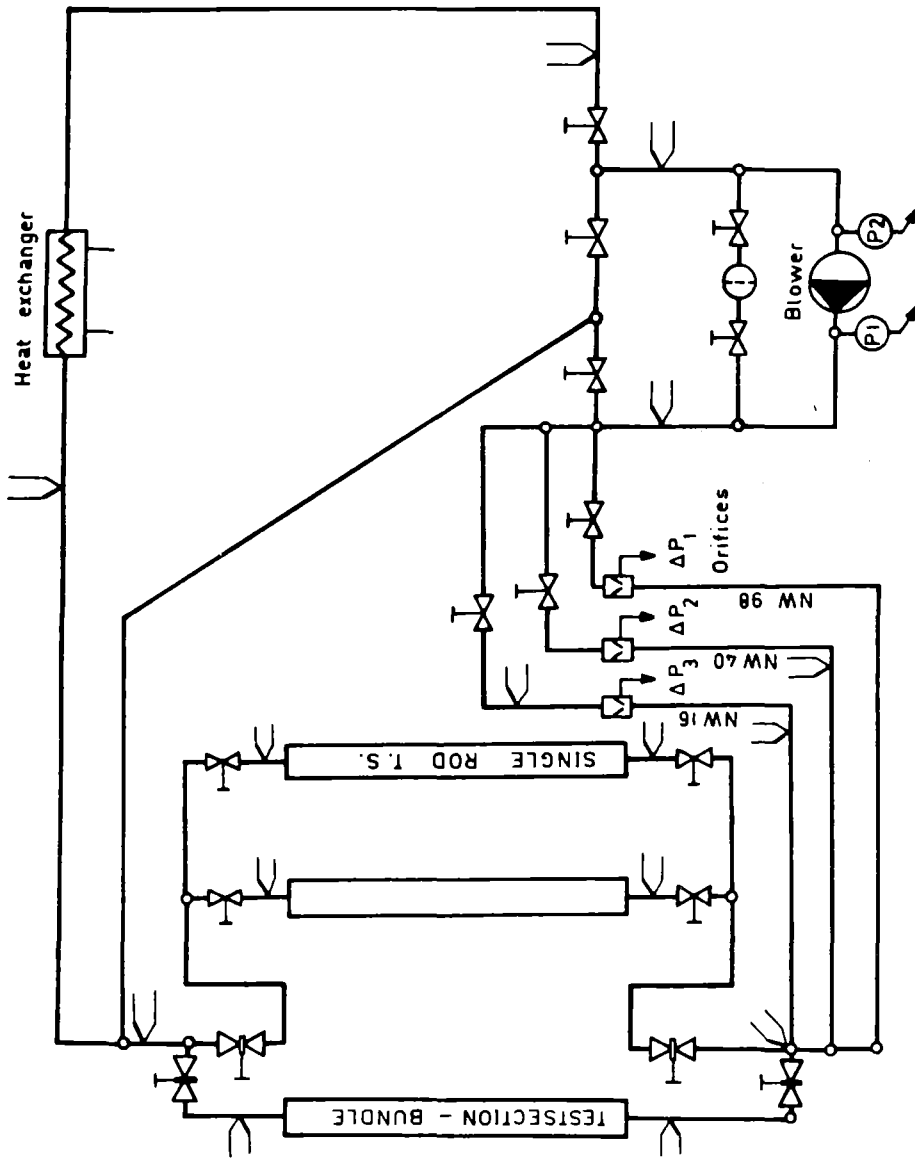 Heat exchanger
Blower
P1
P2
Orifices
ΔP1
ΔP2
ΔP3
NW 98
NW 40
NW 16
SINGLE ROD T.S.
TESTSECTION - BUNDLE